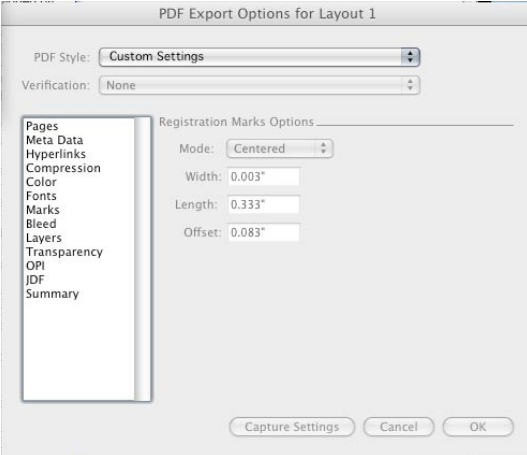 PDF Export Options for Layout 1
PDF Style: Custom Settings
Verification: None
Pages
Meta Data
Hyperlinks
Compression
Color
Fonts
Marks
Bleed
Layers
Transparency
OPI
JDF
Summary
Registration Marks Options
Mode: Centered
Width: 0.003"
Length: 0.333"
Offset: 0.083"
Capture Settings Cancel OK